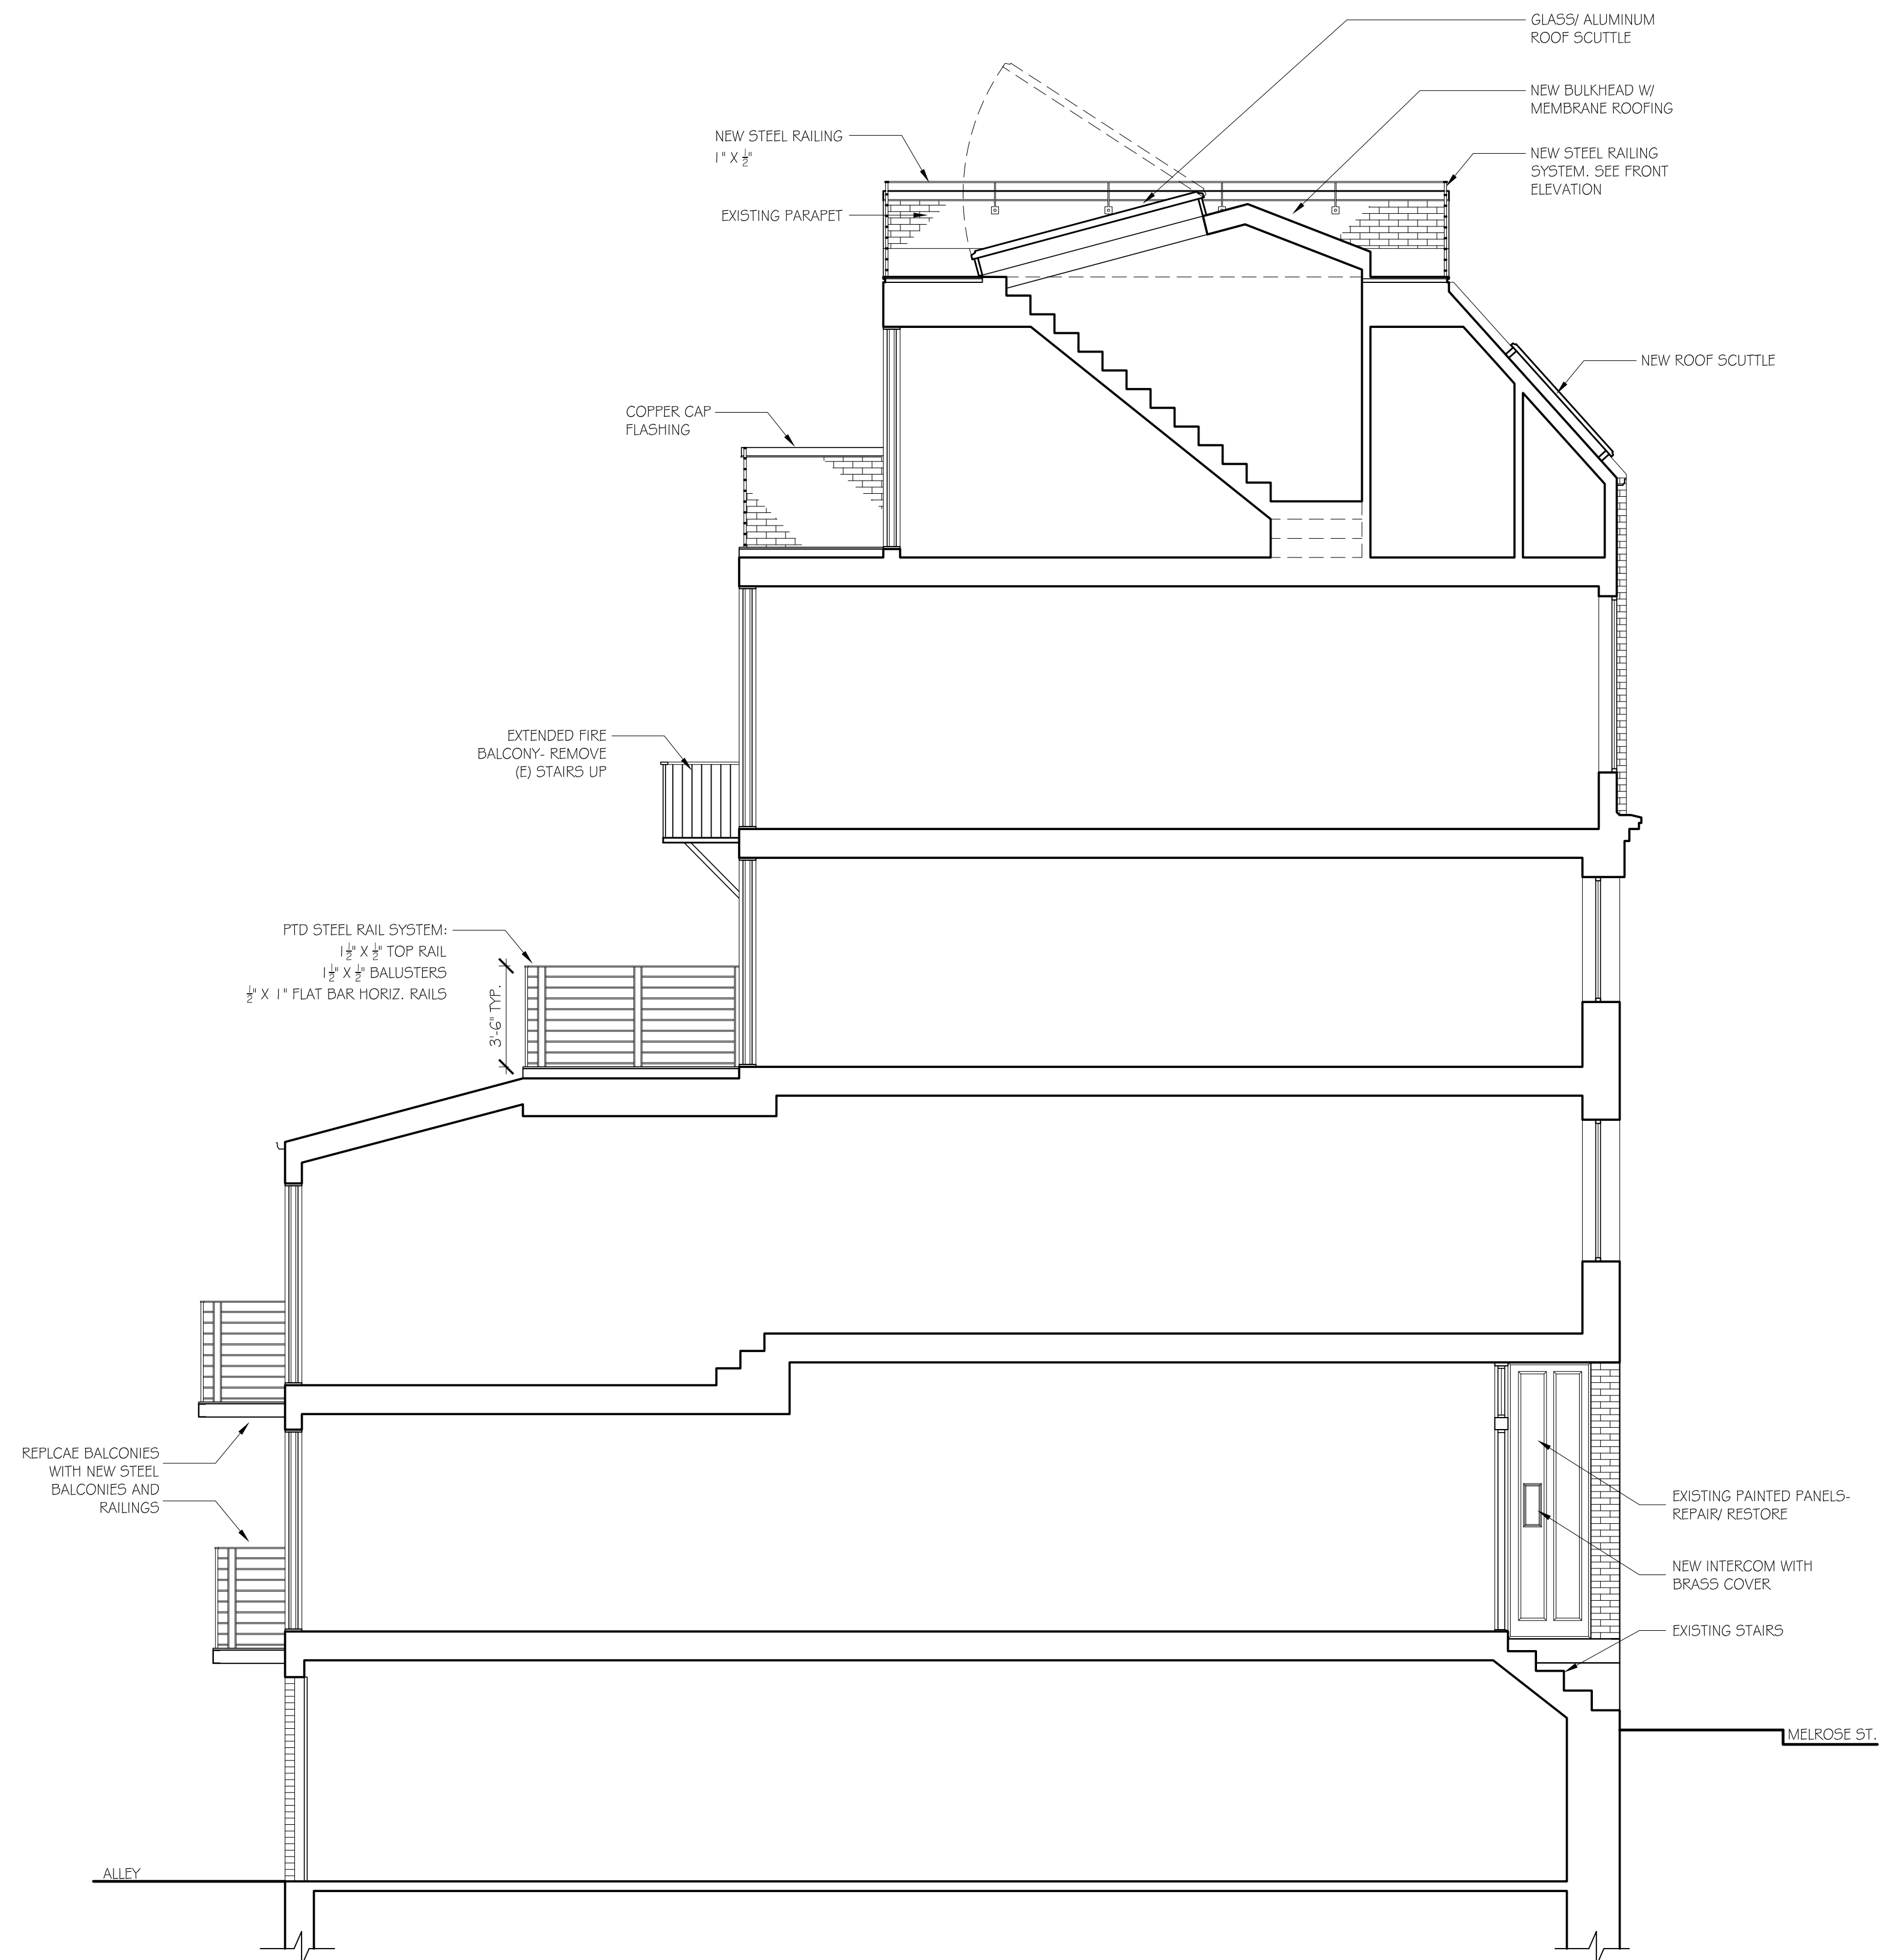 GLASS/ ALUMINUM
ROOF SCUTTLE
NEW BULKHEAD W/
MEMBRANE ROOFING
NEW STEEL RAILING
1" X ½"
NEW STEEL RAILING
SYSTEM. SEE FRONT
ELEVATION
EXISTING PARAPET
NEW ROOF SCUTTLE
COPPER CAP
FLASHING
EXTENDED FIRE
BALCONY- REMOVE
(E) STAIRS UP
PTD STEEL RAIL SYSTEM:
1½" X ½" TOP RAIL
1½" X ½" BALUSTERS
½" X 1" FLAT BAR HORIZ. RAILS
3'-6" TYP.
REPLCAE BALCONIES
WITH NEW STEEL
BALCONIES AND
RAILINGS
EXISTING PAINTED PANELS-
REPAIR/ RESTORE
NEW INTERCOM WITH
BRASS COVER
EXISTING STAIRS
MELROSE ST.
ALLEY